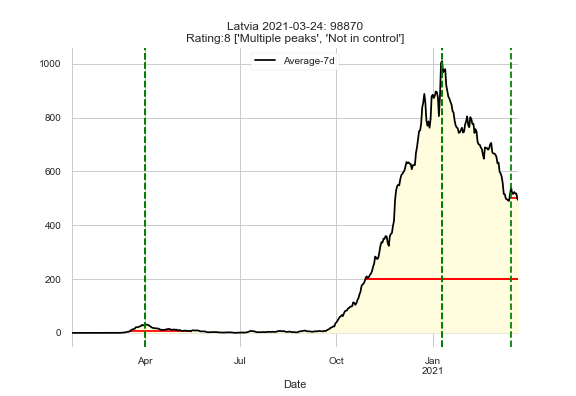 Latvia 2021-03-24: 98870
Rating:8 ['Multiple peaks', 'Not in control']
Average-7d
1000
800
600
400
200
0
Apr
Jul
Oct
Jan
2021
Date